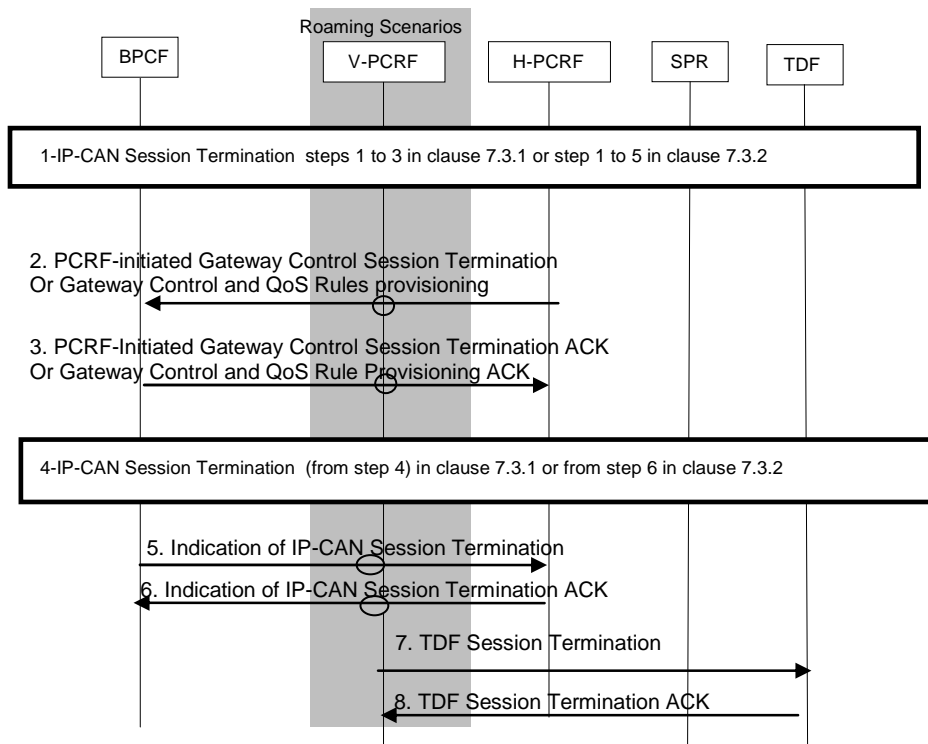 Roaming Scenarios
BPCF
V-PCRF
H-PCRF
SPR
TDF
1-IP-CAN Session Termination steps 1 to 3 in clause 7.3.1 or step 1 to 5 in clause 7.3.2
2. PCRF-initiated Gateway Control Session Termination
Or Gateway Control and QoS Rules provisioning
3. PCRF-Initiated Gateway Control Session Termination ACK
Or Gateway Control and QoS Rule Provisioning ACK
4-IP-CAN Session Termination (from step 4) in clause 7.3.1 or from step 6 in clause 7.3.2
5. Indication of IP-CAN Session Termination
6. Indication of IP-CAN Session Termination ACK
7. TDF Session Termination
8. TDF Session Termination ACK